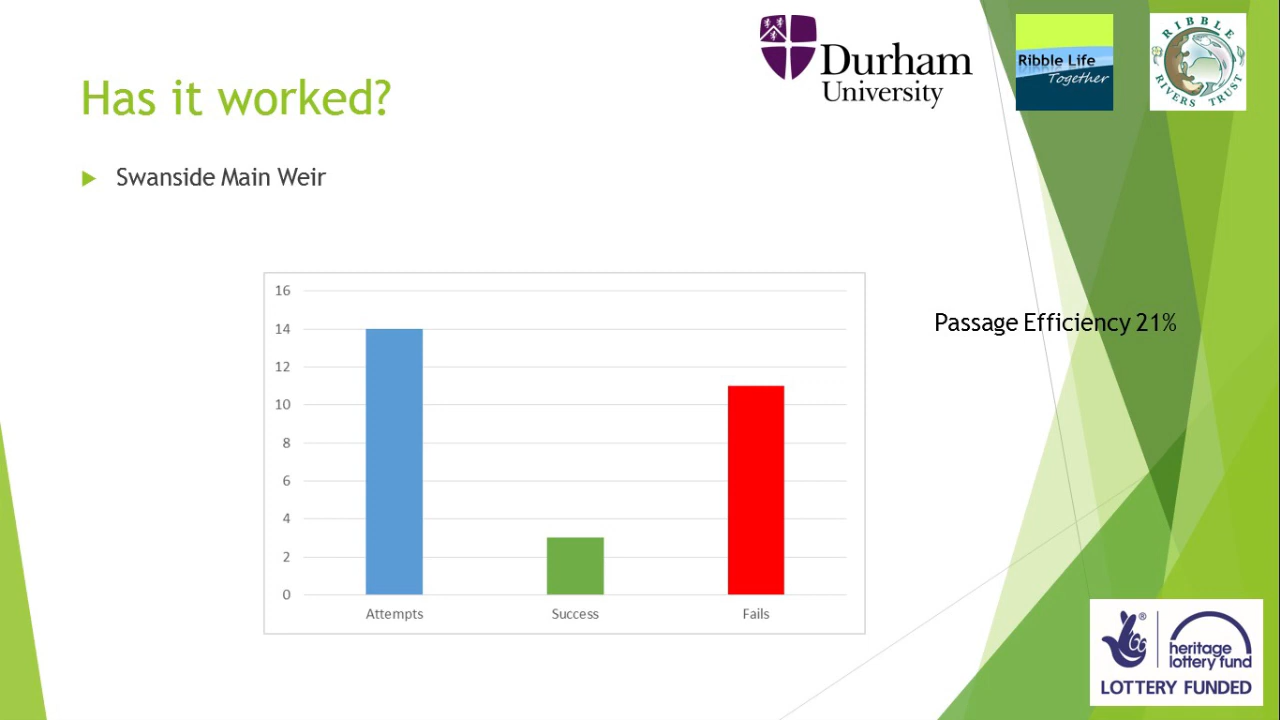 Durham
University
Ribble Life
Together
RIBBLE
RIVERS TRUST
Has it worked?
Swanside Main Weir
16
14
12
10
8
6
4
2
0
Attempts Success Fails
Passage Efficiency 21%
®
heritage
lottery fund
LOTTERY FUNDED